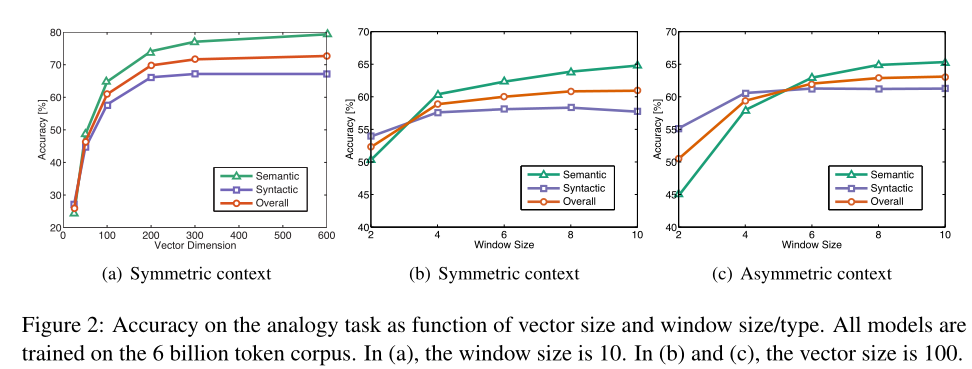 80
70
60
50
40
30
20
0 100 200 300 400 500 600
Accuracy [%]
Vector Dimension
Semantic
Syntactic
Overall
(a) Symmetric context
70
65
60
55
50
45
40
2 4 6 8 10
Accuracy [%]
Window Size
Semantic
Syntactic
Overall
(b) Symmetric context
70
65
60
55
50
45
40
2 4 6 8 10
Accuracy [%]
Window Size
Semantic
Syntactic
Overall
(c) Asymmetric context
Figure 2: Accuracy on the analogy task as function of vector size and window size/type. All models are
trained on the 6 billion token corpus. In (a), the window size is 10. In (b) and (c), the vector size is 100.